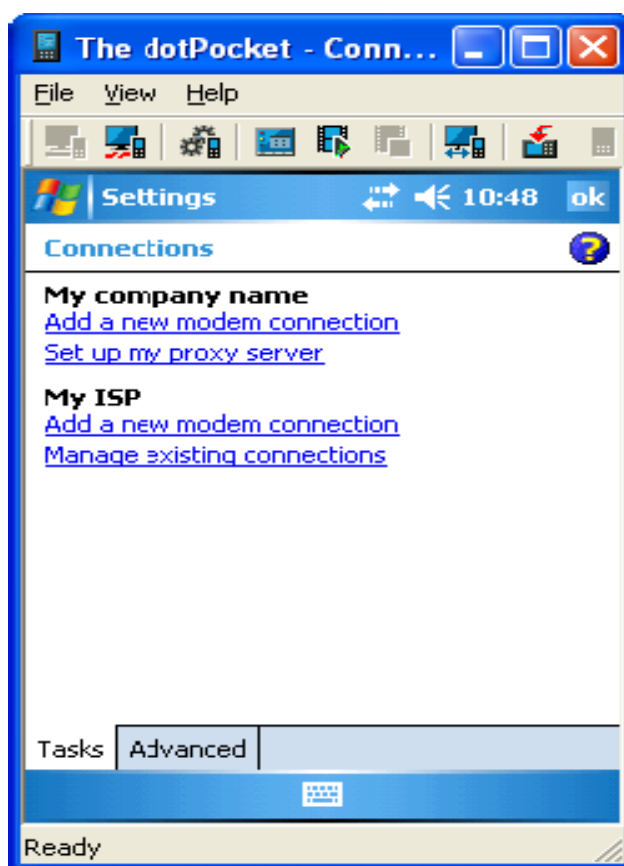 The dotPocket - Conn...
File View Help
Settings 10:48 ok
Connections
My company name
Add a new modem connection
Set up my proxy server
My ISP
Add a new modem connection
Manage existing connections
Tasks Advanced
Ready